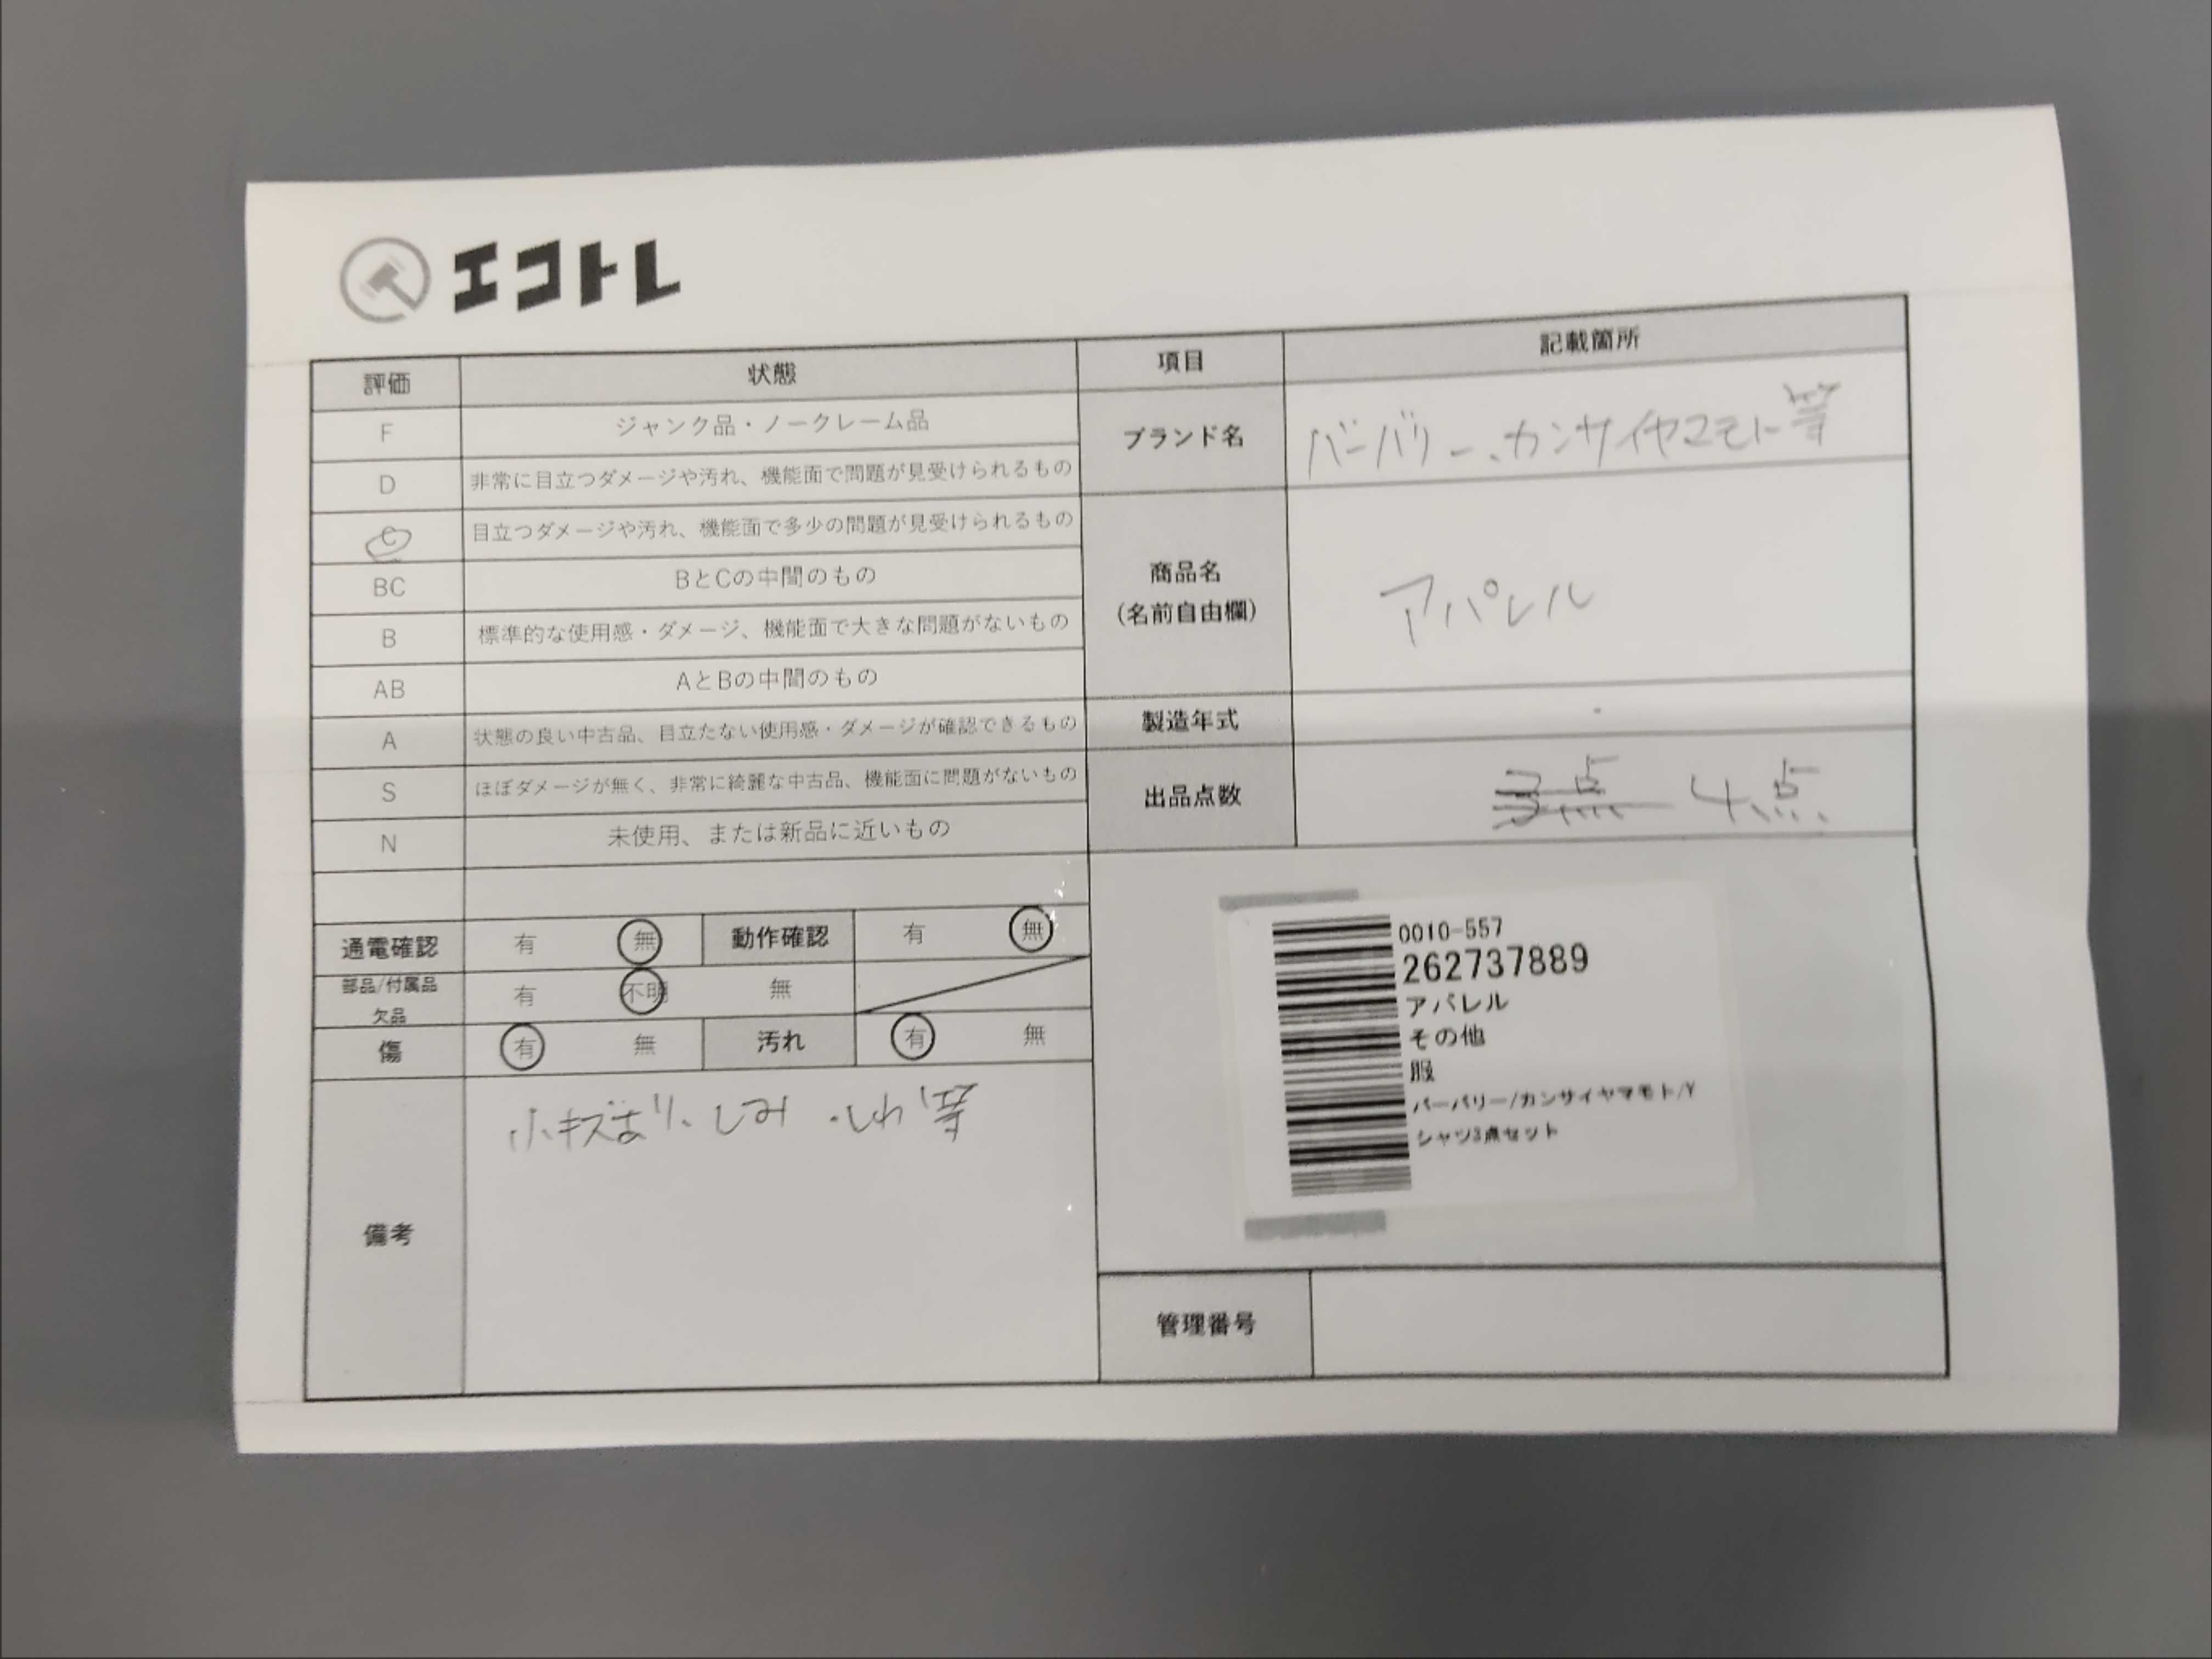 エコトレ
評価 状態 項目 記載箇所
F ジャンク品・ノークレーム品
D 非常に目立つダメージや汚れ、機能面で問題が見受けられるもの
C 目立つダメージや汚れ、機能面で多少の問題が見受けられるもの
BC BとCの中間のもの
B 標準的な使用感・ダメージ、機能面で大きな問題がないもの
AB AとBの中間のもの
A 状態の良い中古品、目立たない使用感・ダメージが確認できるもの
S ほぼダメージが無く、非常に綺麗な中古品、機能面に問題がないもの
N 未使用、または新品に近いもの
通電確認 有 無 動作確認 有 無
部品/付属品
欠品 有 不明 無
傷 有 無 汚れ 有 無
備考 小キズあり、しみ・しわ等
ブランド名 バーバリー、カンサイヤマモト等
商品名
(名前自由欄) アパレル
製造年式 -
出品点数 3点 4点
0010-557
262737889
アパレル
その他
服
バーバリー/カンサイヤマモト/Y
シャツ3点セット
管理番号